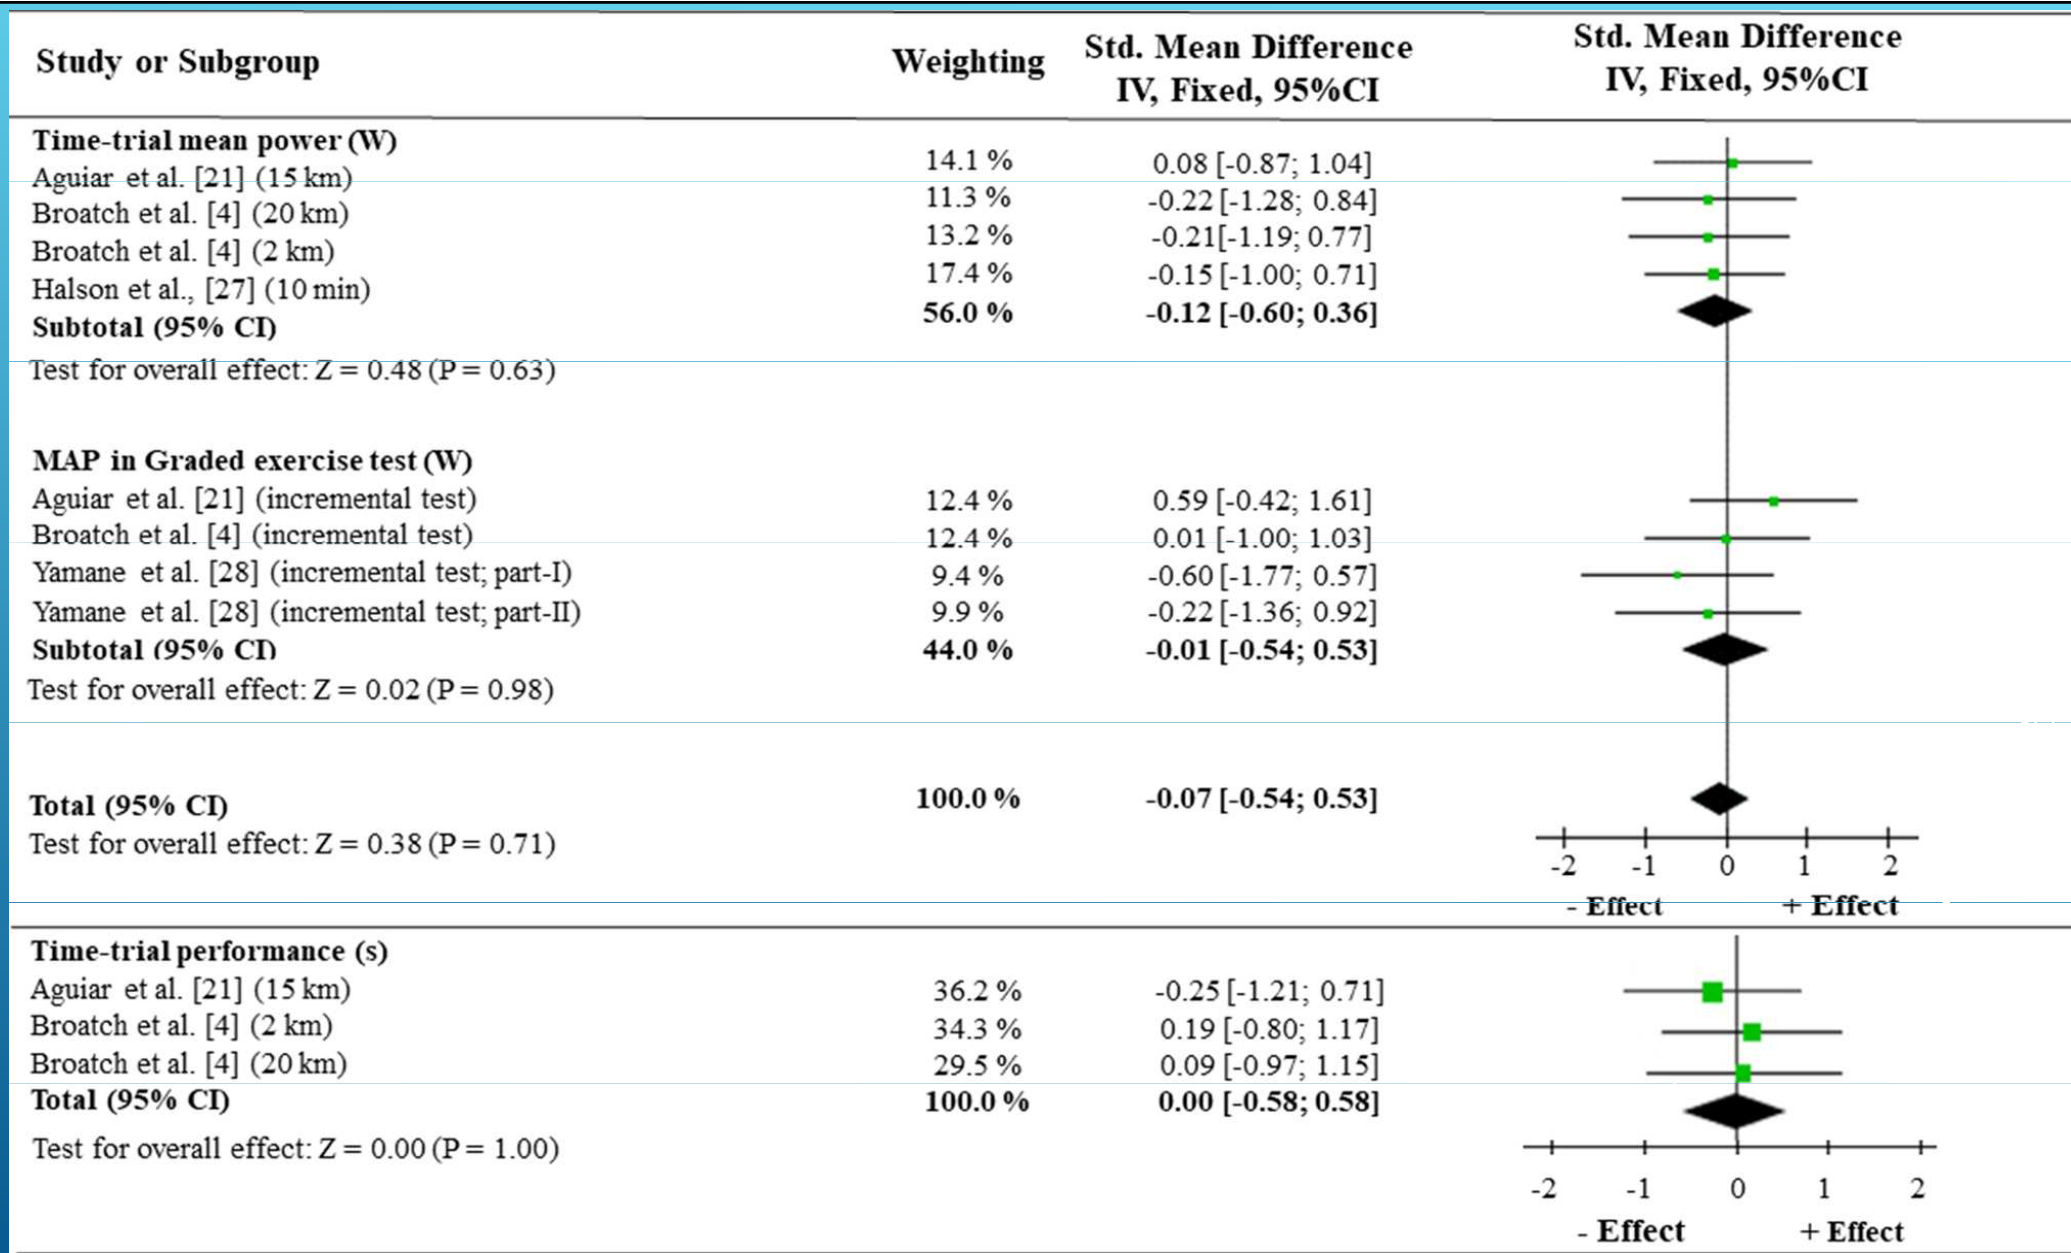 Study or Subgroup
Weighting
Std. Mean Difference
IV, Fixed, 95%CI
Std. Mean Difference
IV, Fixed, 95%CI
Time-trial mean power (W)
Aguiar et al. [21] (15 km) 14.1 % 0.08 [-0.87; 1.04]
Broatch et al. [4] (20 km) 11.3 % -0.22 [-1.28; 0.84]
Broatch et al. [4] (2 km) 13.2 % -0.21[-1.19; 0.77]
Halson et al., [27] (10 min) 17.4 % -0.15 [-1.00; 0.71]
Subtotal (95% CI) 56.0 % -0.12 [-0.60; 0.36]
Test for overall effect: Z = 0.48 (P = 0.63)
MAP in Graded exercise test (W)
Aguiar et al. [21] (incremental test) 12.4 % 0.59 [-0.42; 1.61]
Broatch et al. [4] (incremental test) 12.4 % 0.01 [-1.00; 1.03]
Yamane et al. [28] (incremental test; part-I) 9.4 % -0.60 [-1.77; 0.57]
Yamane et al. [28] (incremental test; part-II) 9.9 % -0.22 [-1.36; 0.92]
Subtotal (95% CI) 44.0 % -0.01 [-0.54; 0.53]
Test for overall effect: Z = 0.02 (P = 0.98)
Total (95% CI) 100.0 % -0.07 [-0.54; 0.53]
Test for overall effect: Z = 0.38 (P = 0.71)
-2 -1 0 1 2
- Effect + Effect
Time-trial performance (s)
Aguiar et al. [21] (15 km) 36.2 % -0.25 [-1.21; 0.71]
Broatch et al. [4] (2 km) 34.3 % 0.19 [-0.80; 1.17]
Broatch et al. [4] (20 km) 29.5 % 0.09 [-0.97; 1.15]
Total (95% CI) 100.0 % 0.00 [-0.58; 0.58]
Test for overall effect: Z = 0.00 (P = 1.00)
-2 -1 0 1 2
- Effect + Effect